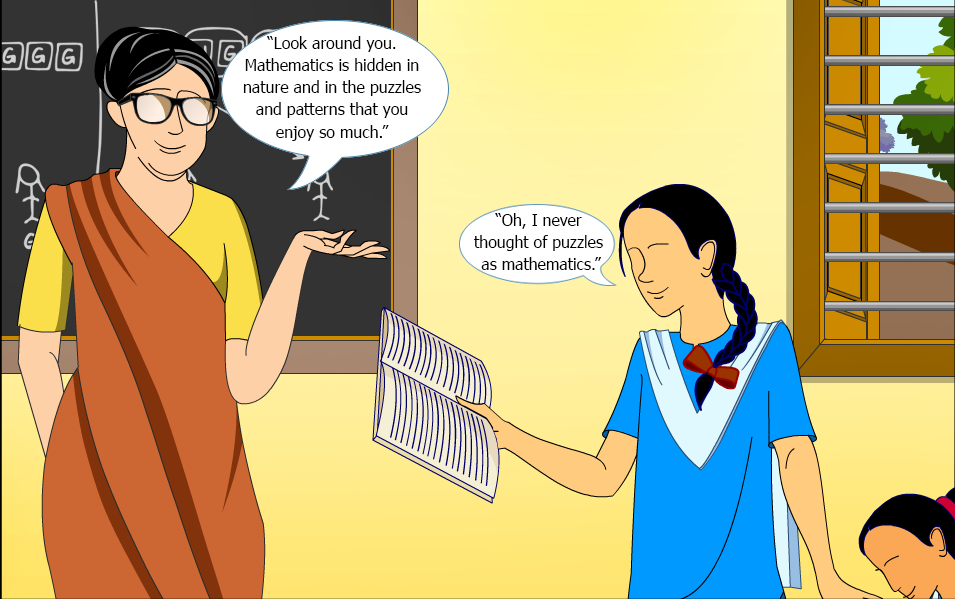 G G G
G
“Look around you.
Mathematics is hidden in
nature and in the puzzles
and patterns that you
enjoy so much.”
“Oh, I never
thought of puzzles
as mathematics.”
G